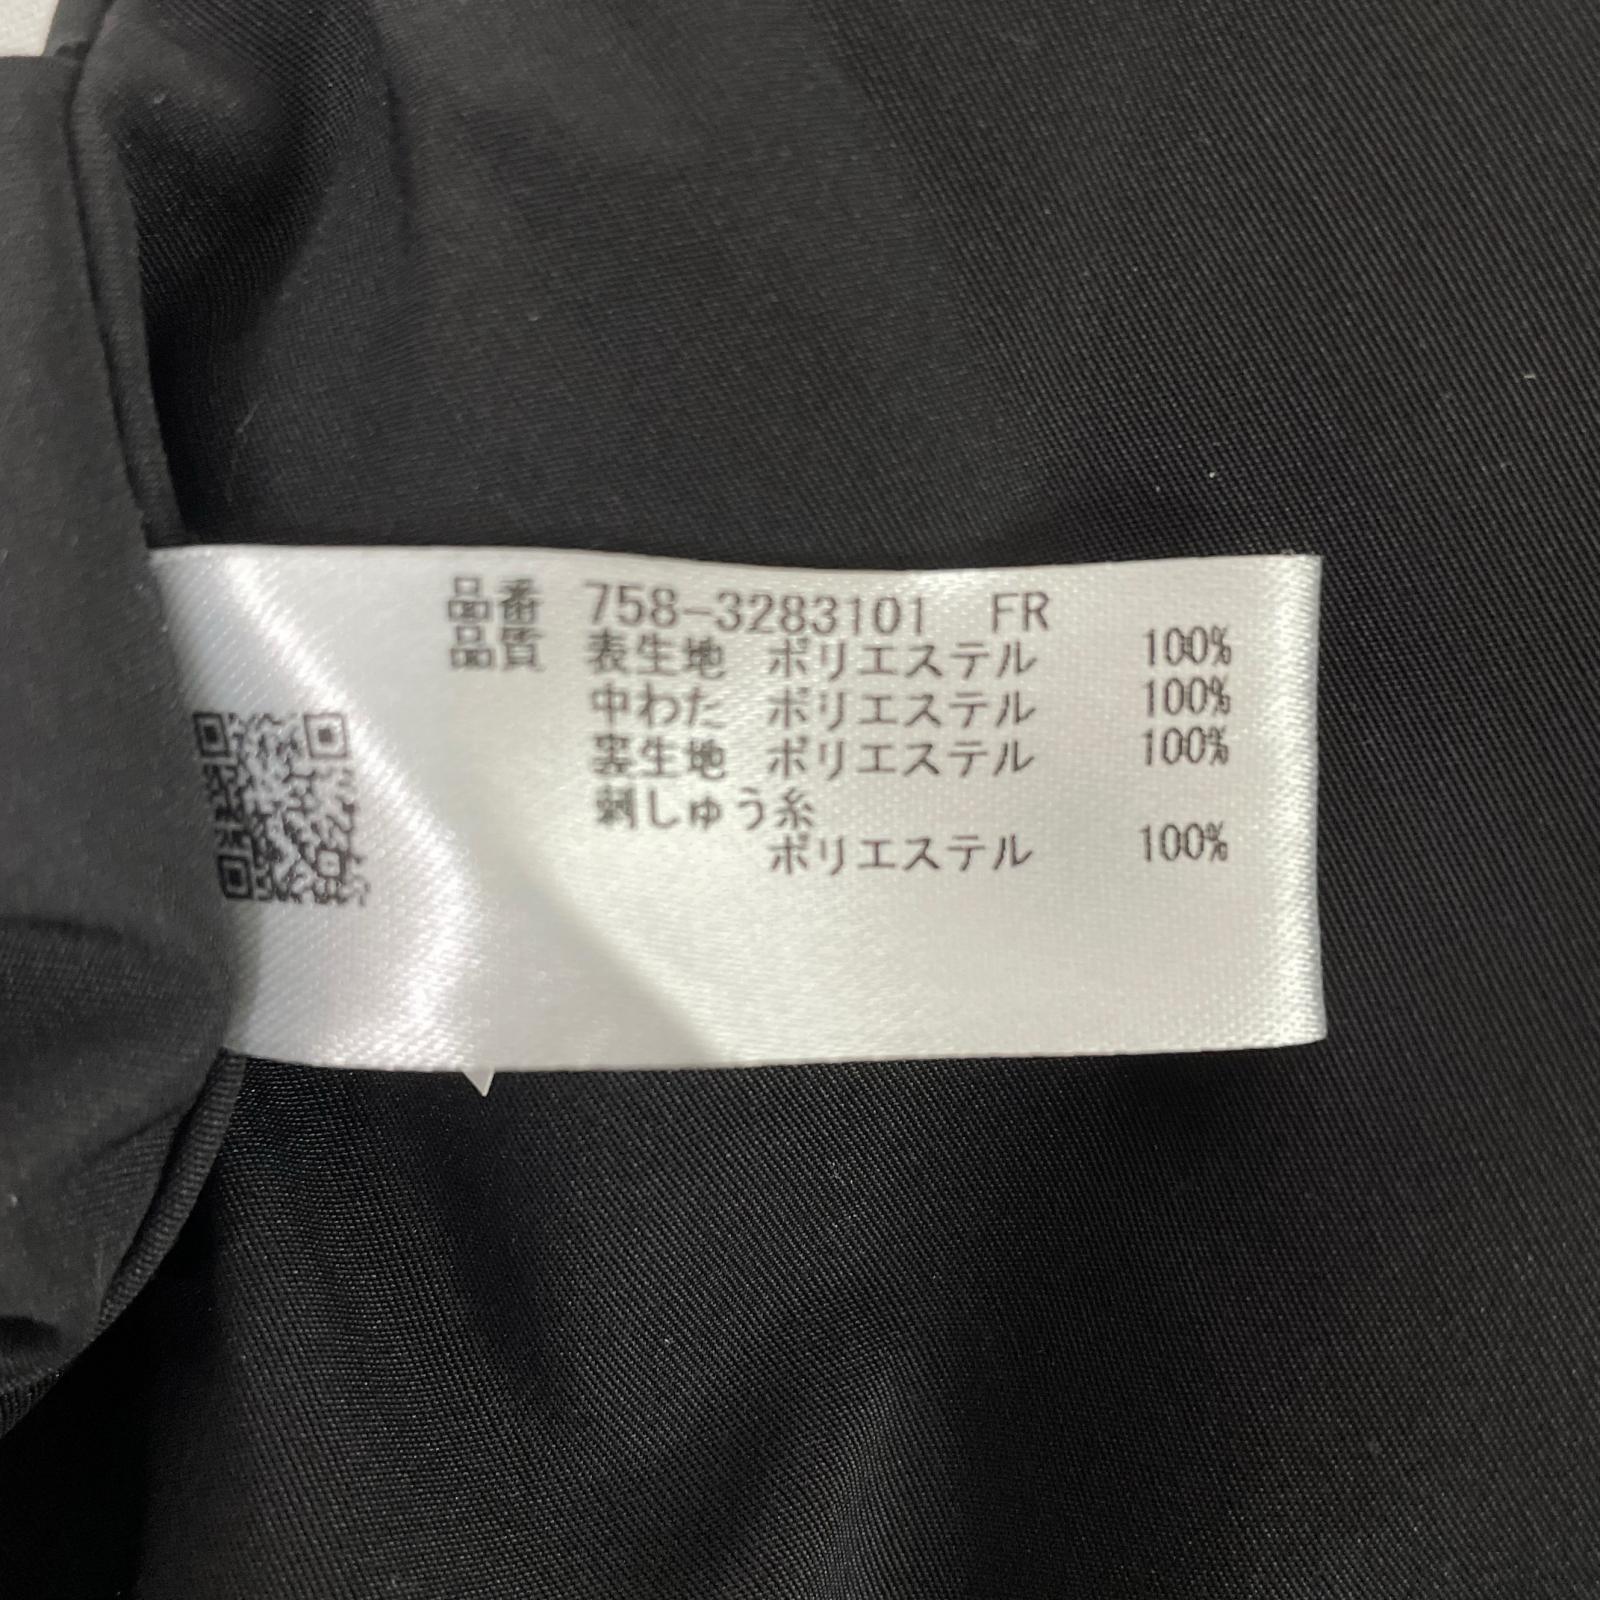 品番 758-3283101 FR
品質 表生地 ポリエステル 100%
中わた ポリエステル 100%
裏生地 ポリエステル 100%
刺しゅう糸
ポリエステル 100%